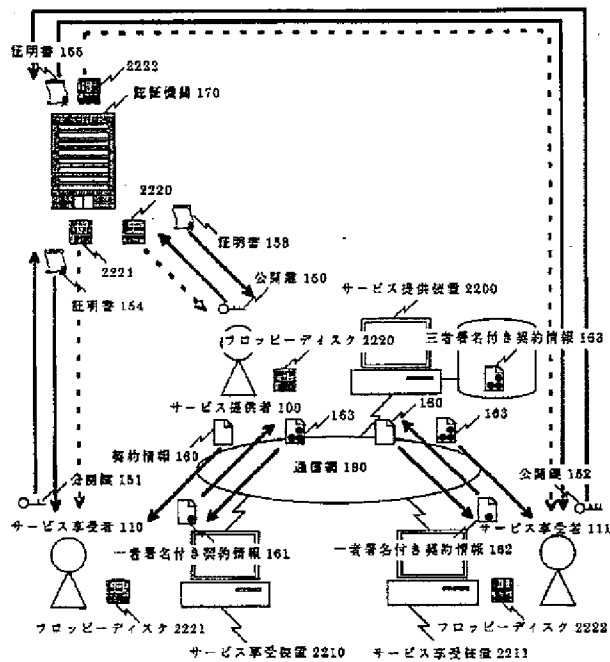 証明書 155
2222
認証機関 170
2220
証明書 153
2221
証明書 154
公開鍵 150
サービス提供装置 2200
フロッピーディスク 2220
三者署名付き契約情報 163
サービス提供者 100
163
160
163
契約情報 160
通信網 190
公開鍵 151
公開鍵 152
サービス享受者 110
サービス享受者 111
一者署名付き契約情報 161
一者署名付き契約情報 162
フロッピーディスク 2221
フロッピーディスク 2222
サービス享受装置 2210
サービス享受装置 2211